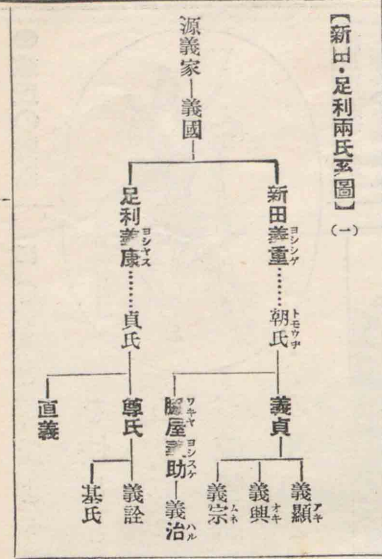 【新田・足利兩氏系圖】(一)
源義家―義國
新田義重……朝氏
ヨシシゲ
トモウヂ
義貞
義顯
アキ
義興
オキ
義宗
ムネ
脇屋義助―義治
ワキヤ ヨシスケ
ハル
足利義康……貞氏
ヨシヤス
尊氏
義詮
基氏
直義